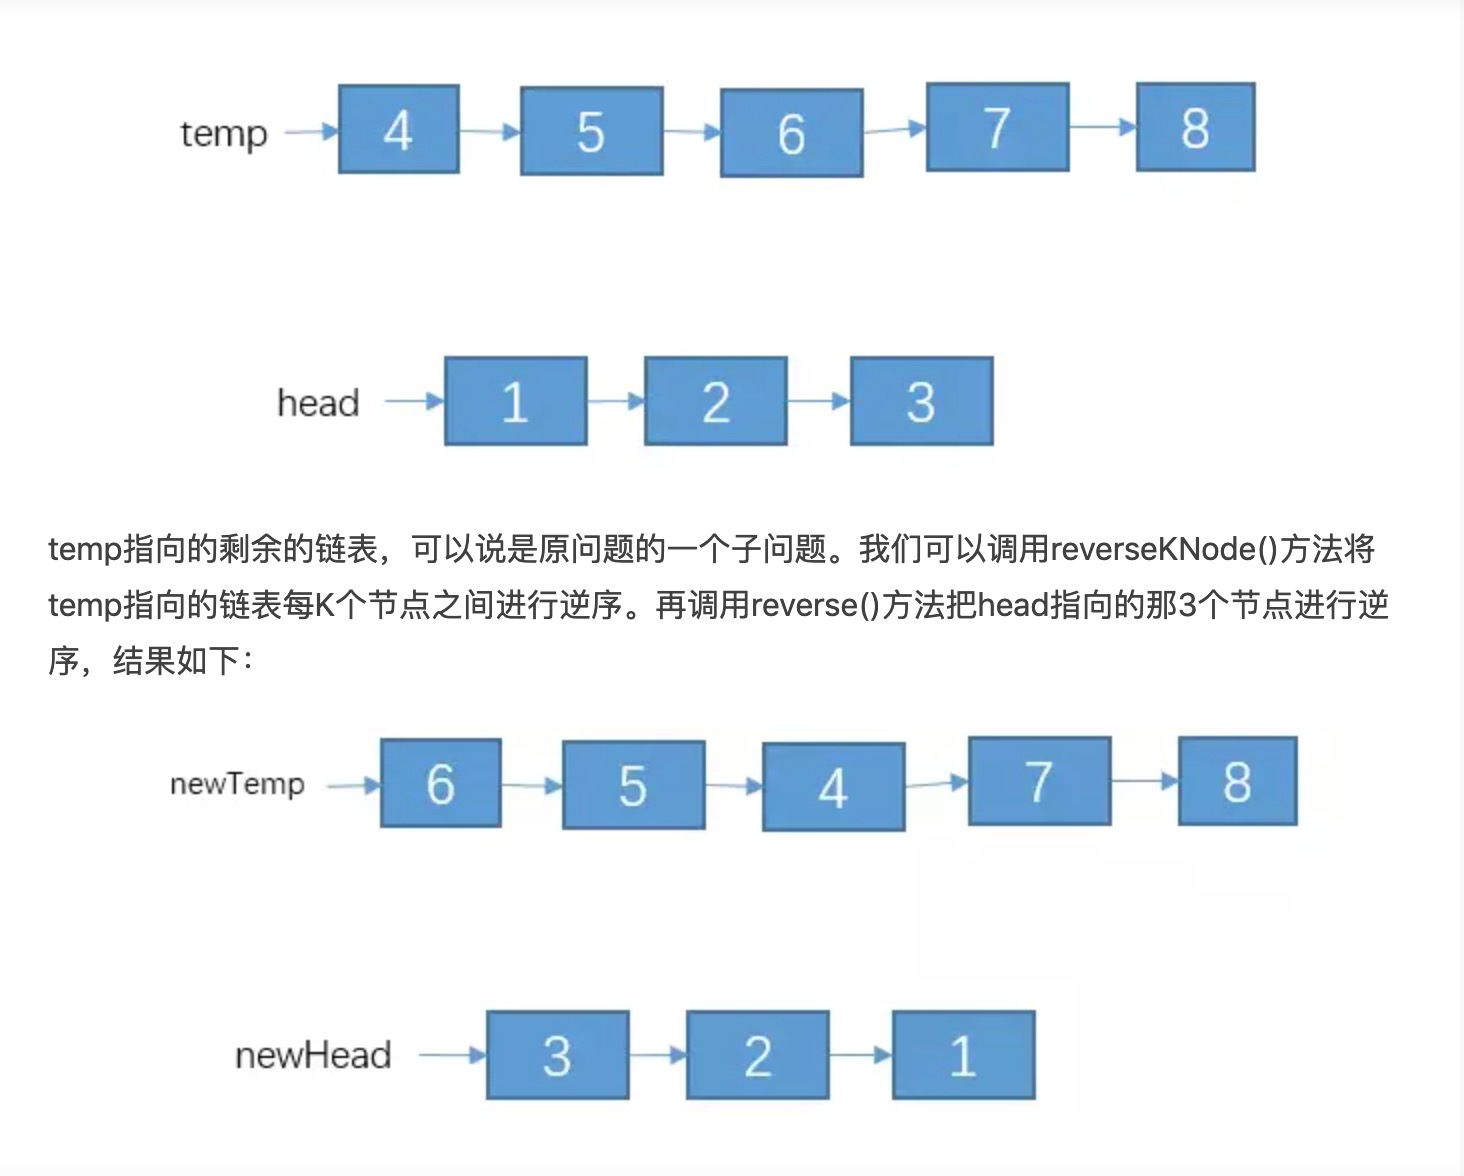 temp 4 5 6 7 8
head 1 2 3
temp指向的剩余的链表，可以说是原问题的一个子问题。我们可以调用reverseKNode()方法将
temp指向的链表每K个节点之间进行逆序。再调用reverse()方法把head指向的那3个节点进行逆
序，结果如下：
newTemp 6 5 4 7 8
newHead 3 2 1